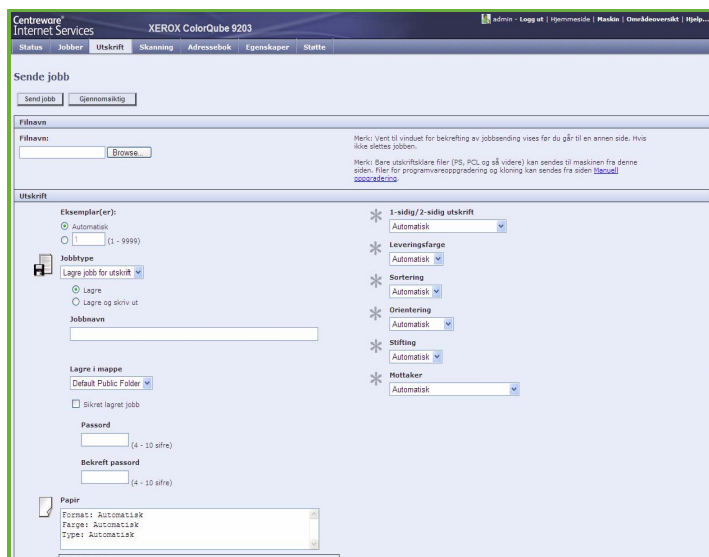 Centreware®
Internet Services XEROX ColorQube 9203
admin - Logg ut | Hjemmeside | Maskin | Områdeoversikt | Hjelp...
Status Jobber Utskrift Skanning Adressebok Egenskaper Støtte
Sende jobb
Send jobb Gjennomsiktig
Filnavn
Filnavn:
Browse...
Merk: Vent til vinduet for bekrefting av jobbsending vises før du går til en annen side. Hvis
ikke slettes jobben.
Merk: Bare utskriftsklare filer (PS, PCL og så videre) kan sendes til maskinen fra denne
siden. Filer for programvareoppgradering og kloning kan sendes fra siden Manuell
oppgradering.
Utskrift
Eksemplar(er):
Automatisk
1 (1 - 9999)
Jobbtype
Lagre jobb for utskrift
Lagre
Lagre og skriv ut
Jobbnavn
Lagre i mappe
Default Public Folder
Sikret lagret jobb
Passord
(4 - 10 sifre)
Bekreft passord
(4 - 10 sifre)
Papir
Format: Automatisk
Farge: Automatisk
Type: Automatisk
1-sidig/2-sidig utskrift
Automatisk
Leveringsfarge
Automatisk
Sortering
Automatisk
Orientering
Automatisk
Stifting
Automatisk
Mottaker
Automatisk